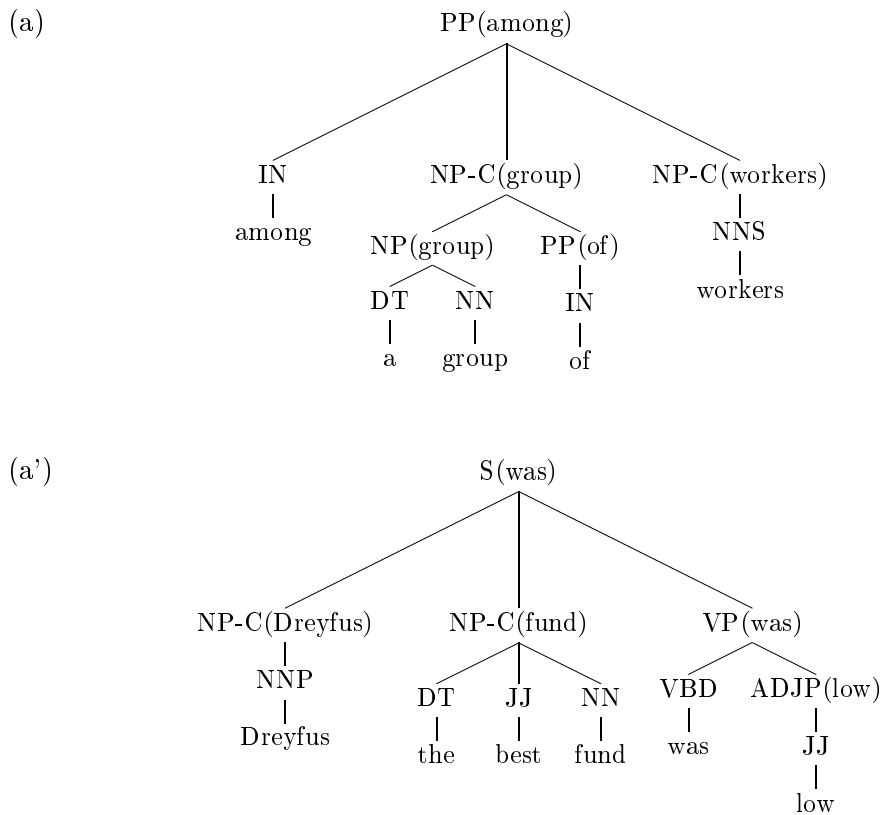 (a) PP(among)
IN NP-C(group) NP-C(workers)
among NP(group) PP(of) NNS
DT NN IN workers
a group of
(a') S(was)
NP-C(Dreyfus) NP-C(fund) VP(was)
NNP DT JJ NN VBD ADJP(low)
Dreyfus the best fund was JJ
low